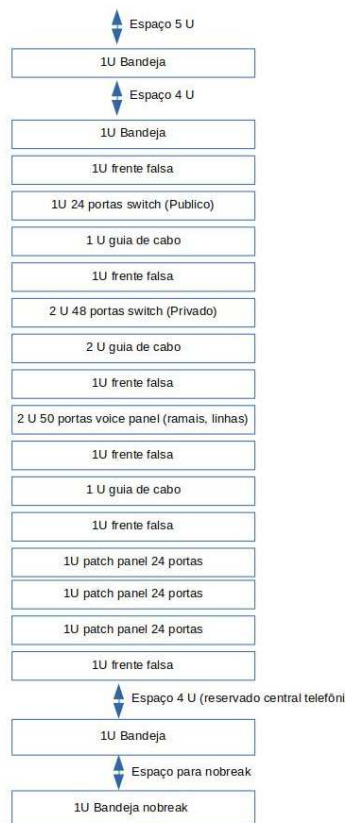 Espaço 5 U
1U Bandeja
Espaço 4 U
1U Bandeja
1U frente falsa
1U 24 portas switch (Publico)
1 U guia de cabo
1U frente falsa
2 U 48 portas switch (Privado)
2 U guia de cabo
1U frente falsa
2 U 50 portas voice panel (ramais, linhas)
1U frente falsa
1 U guia de cabo
1U frente falsa
1U patch panel 24 portas
1U patch panel 24 portas
1U patch panel 24 portas
1U frente falsa
Espaço 4 U (reservado central telefôni
1U Bandeja
Espaço para nobreak
1U Bandeja nobreak